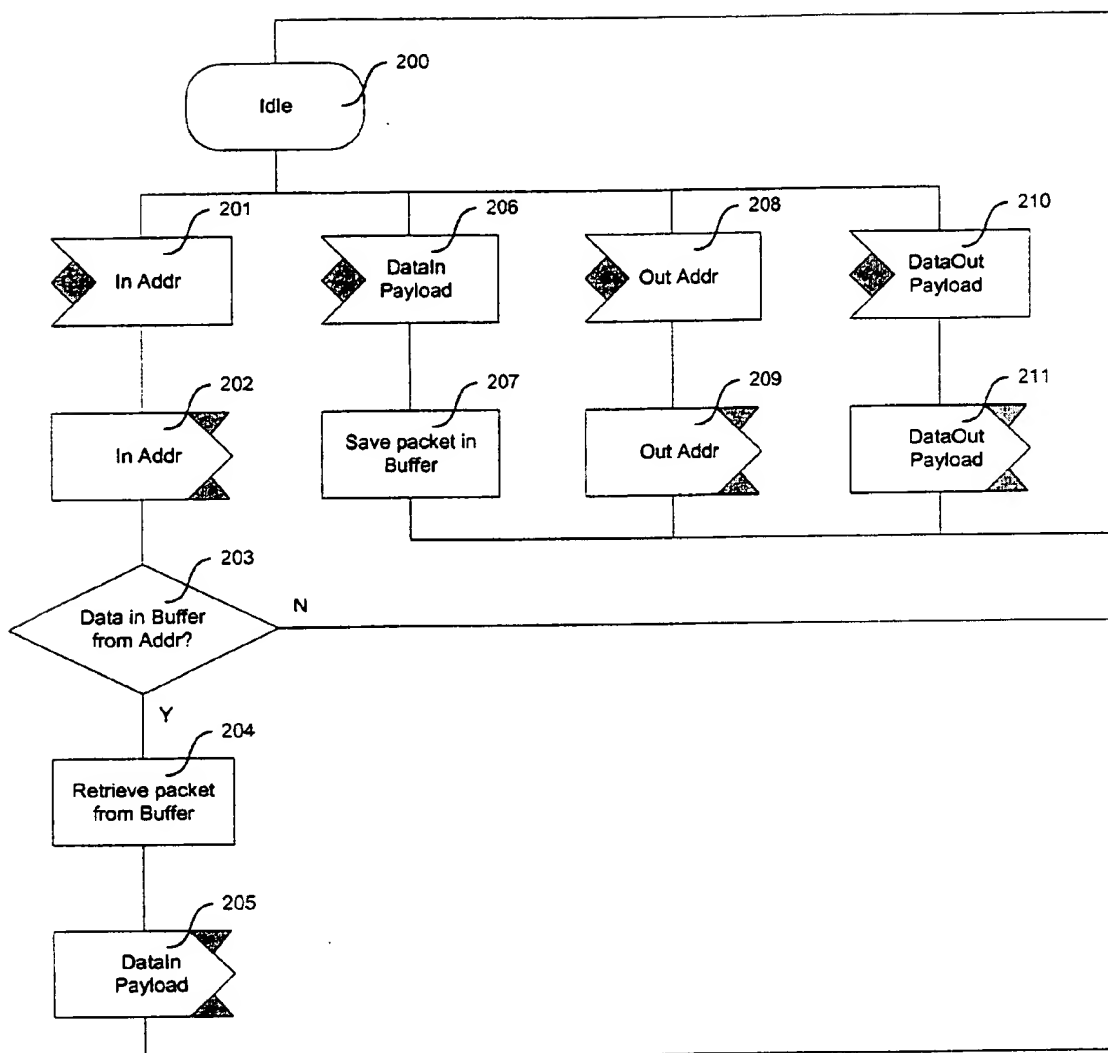 200
Idle
201
In Addr
206
DataIn
Payload
208
Out Addr
210
DataOut
Payload
202
In Addr
207
Save packet in
Buffer
209
Out Addr
211
DataOut
Payload
203
Data in Buffer
from Addr?
N
Y
204
Retrieve packet
from Buffer
205
DataIn
Payload